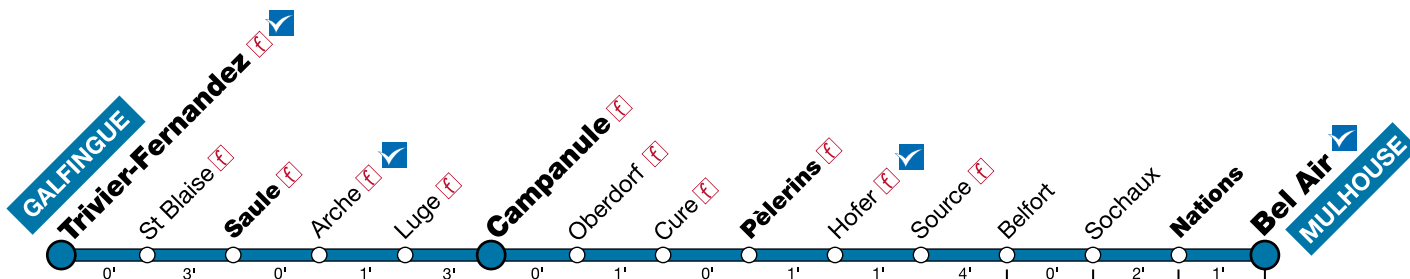 GALFINGUE
Trivier-Fernandez f
St Blaise f
Saule f
Arche f
Luge f
Campanule f
Oberdorf f
Cure f
Pèlerins f
Hofer f
Source f
Belfort
Sochaux
Nations
Bel Air
MULHOUSE
0' 3' 0' 1' 3' 0' 1' 0' 1' 1' 4' 0' 2' 1'